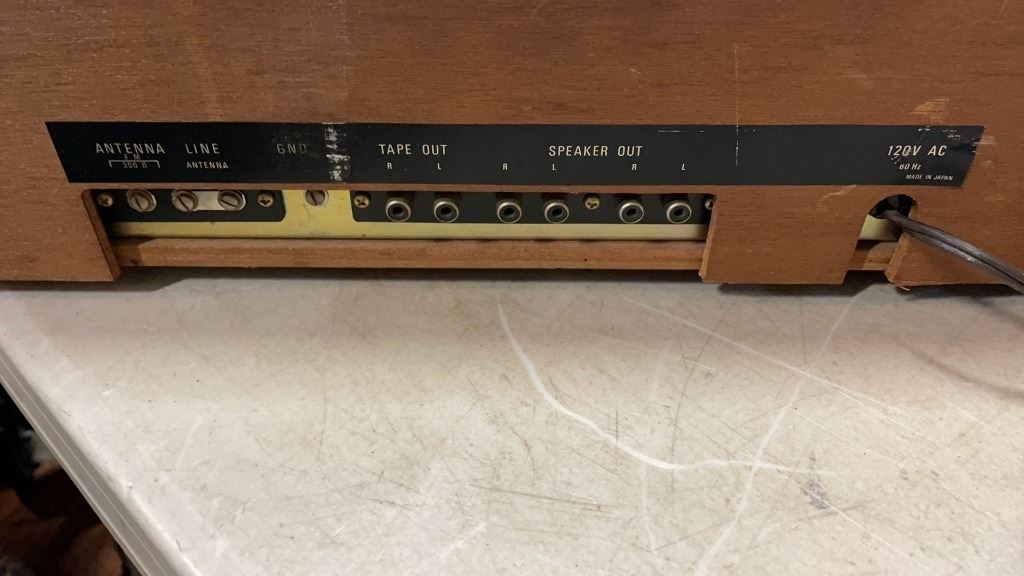 ANTENNA LINE GND TAPE OUT SPEAKER OUT 120V AC
FM ANTENNA R L R L R L 60 Hz
300 Ω MADE IN JAPAN